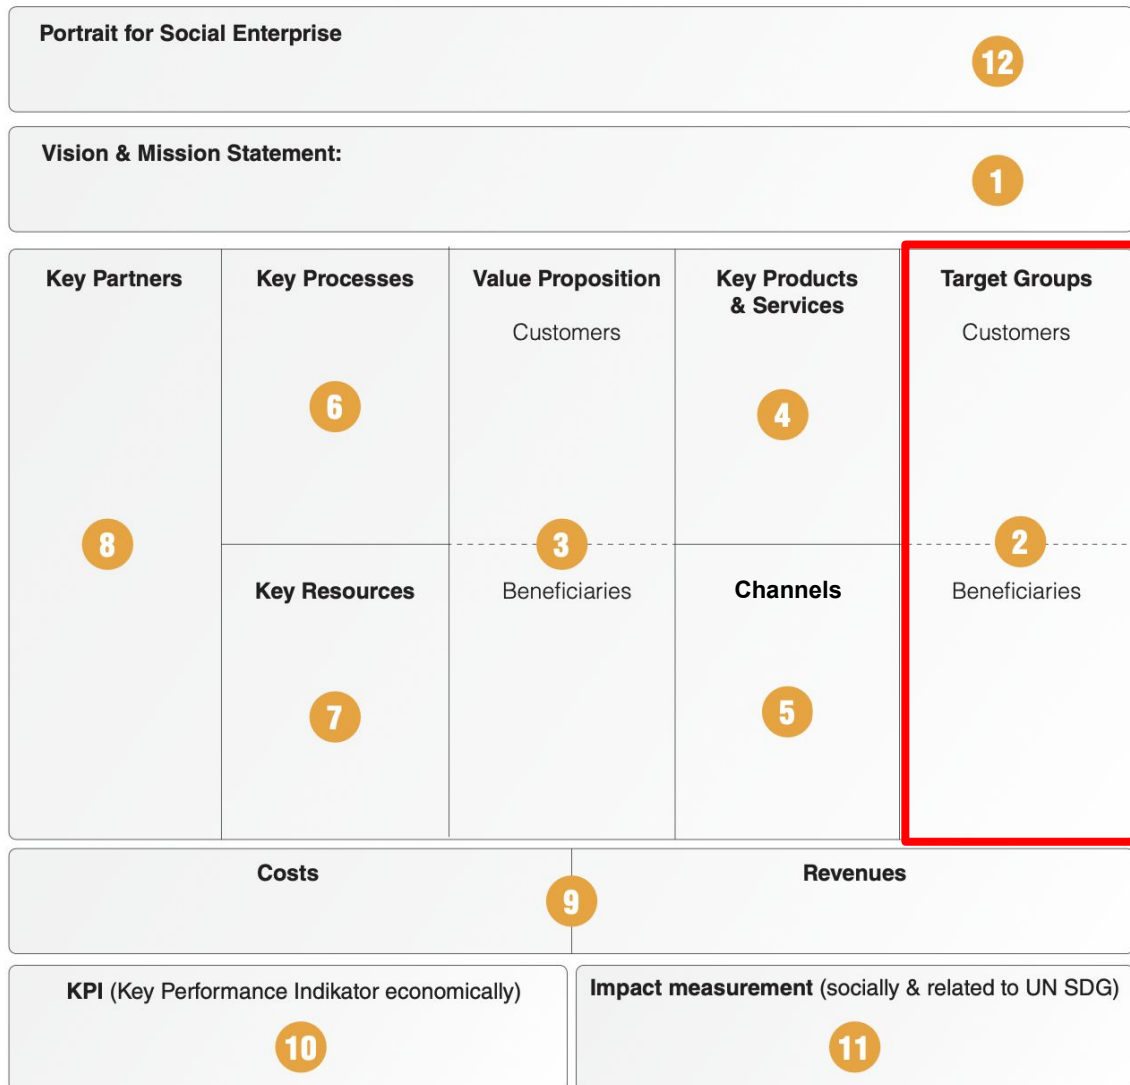 Portrait for Social Enterprise
12
Vision & Mission Statement:
1
Key Partners
8
Key Processes
6
Key Resources
7
Value Proposition
Customers
3
Beneficiaries
Key Products
& Services
4
Channels
5
Target Groups
Customers
2
Beneficiaries
Costs
9
Revenues
KPI (Key Performance Indikator economically)
10
Impact measurement (socially & related to UN SDG)
11